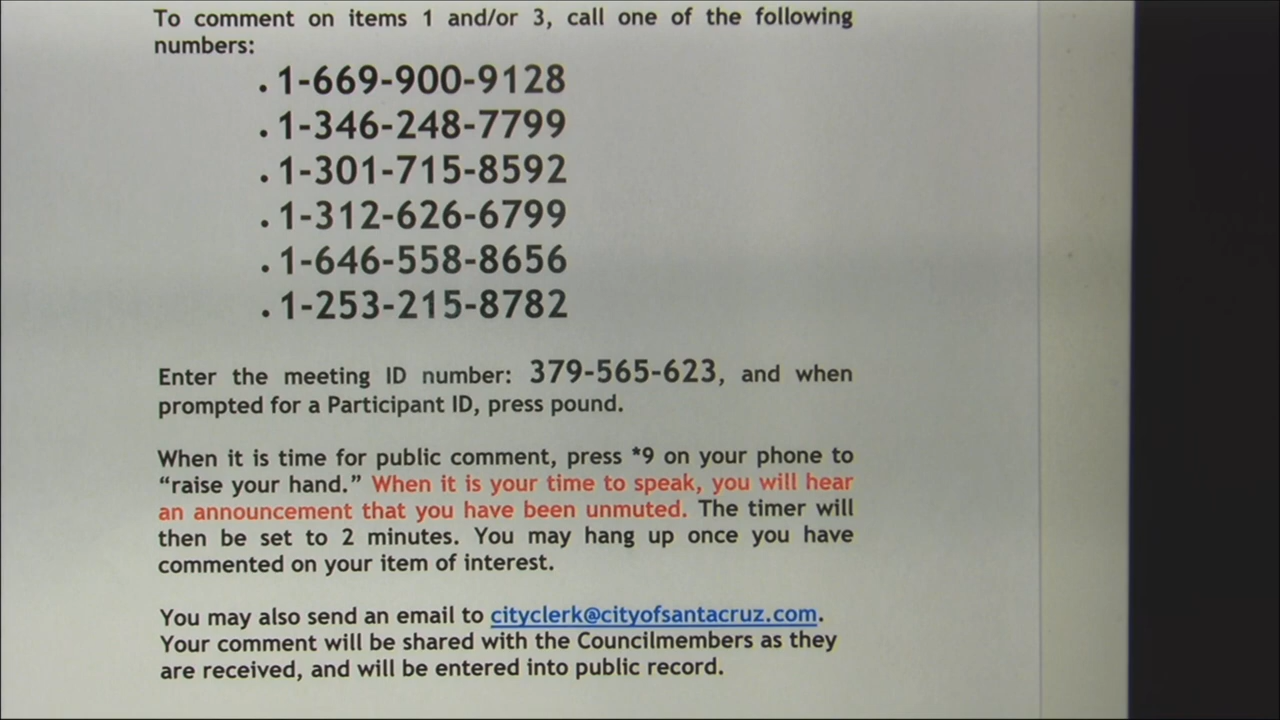 To comment on items 1 and/or 3, call one of the following
numbers:
. 1-669-900-9128
. 1-346-248-7799
. 1-301-715-8592
. 1-312-626-6799
. 1-646-558-8656
. 1-253-215-8782
Enter the meeting ID number: 379-565-623, and when
prompted for a Participant ID, press pound.
When it is time for public comment, press *9 on your phone to
“raise your hand.” When it is your time to speak, you will hear
an announcement that you have been unmuted. The timer will
then be set to 2 minutes. You may hang up once you have
commented on your item of interest.
You may also send an email to cityclerk@cityofsantacruz.com.
Your comment will be shared with the Councilmembers as they
are received, and will be entered into public record.